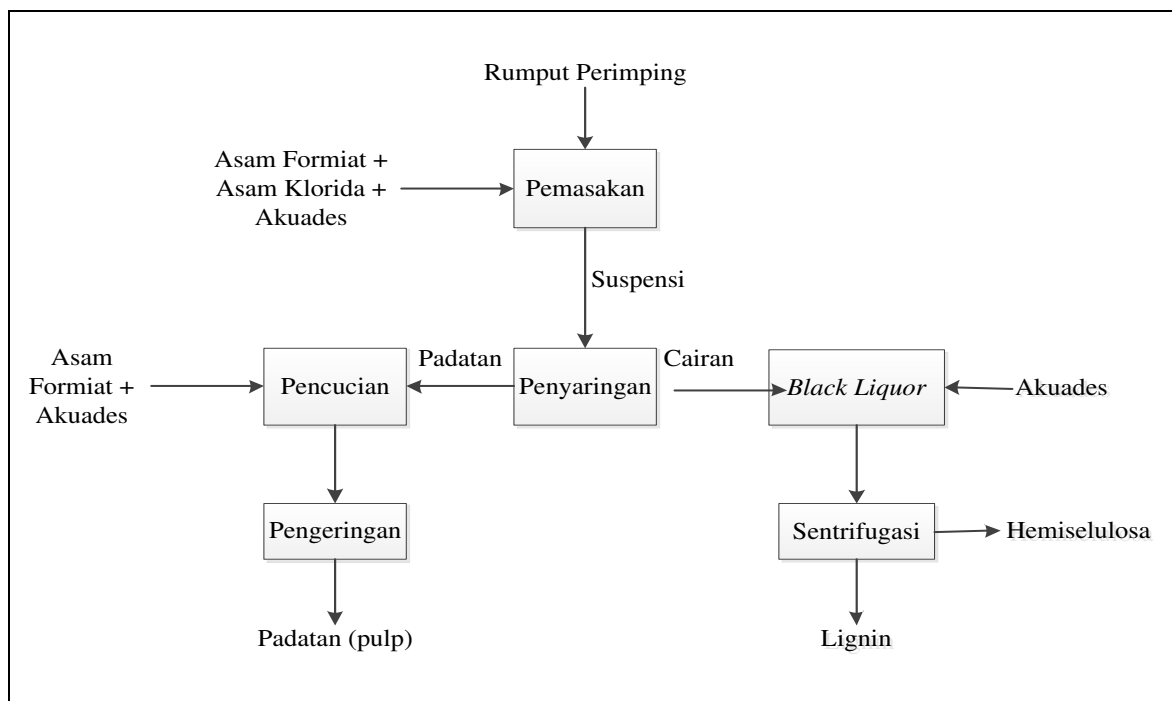 Rumput Perimping
Asam Formiat +
Asam Klorida +
Akuades
Pemasakan
Suspensi
Asam
Formiat +
Akuades
Pencucian
Padatan
Penyaringan
Cairan
Black Liquor
Akuades
Pengeringan
Sentrifugasi
Hemiselulosa
Padatan (pulp)
Lignin